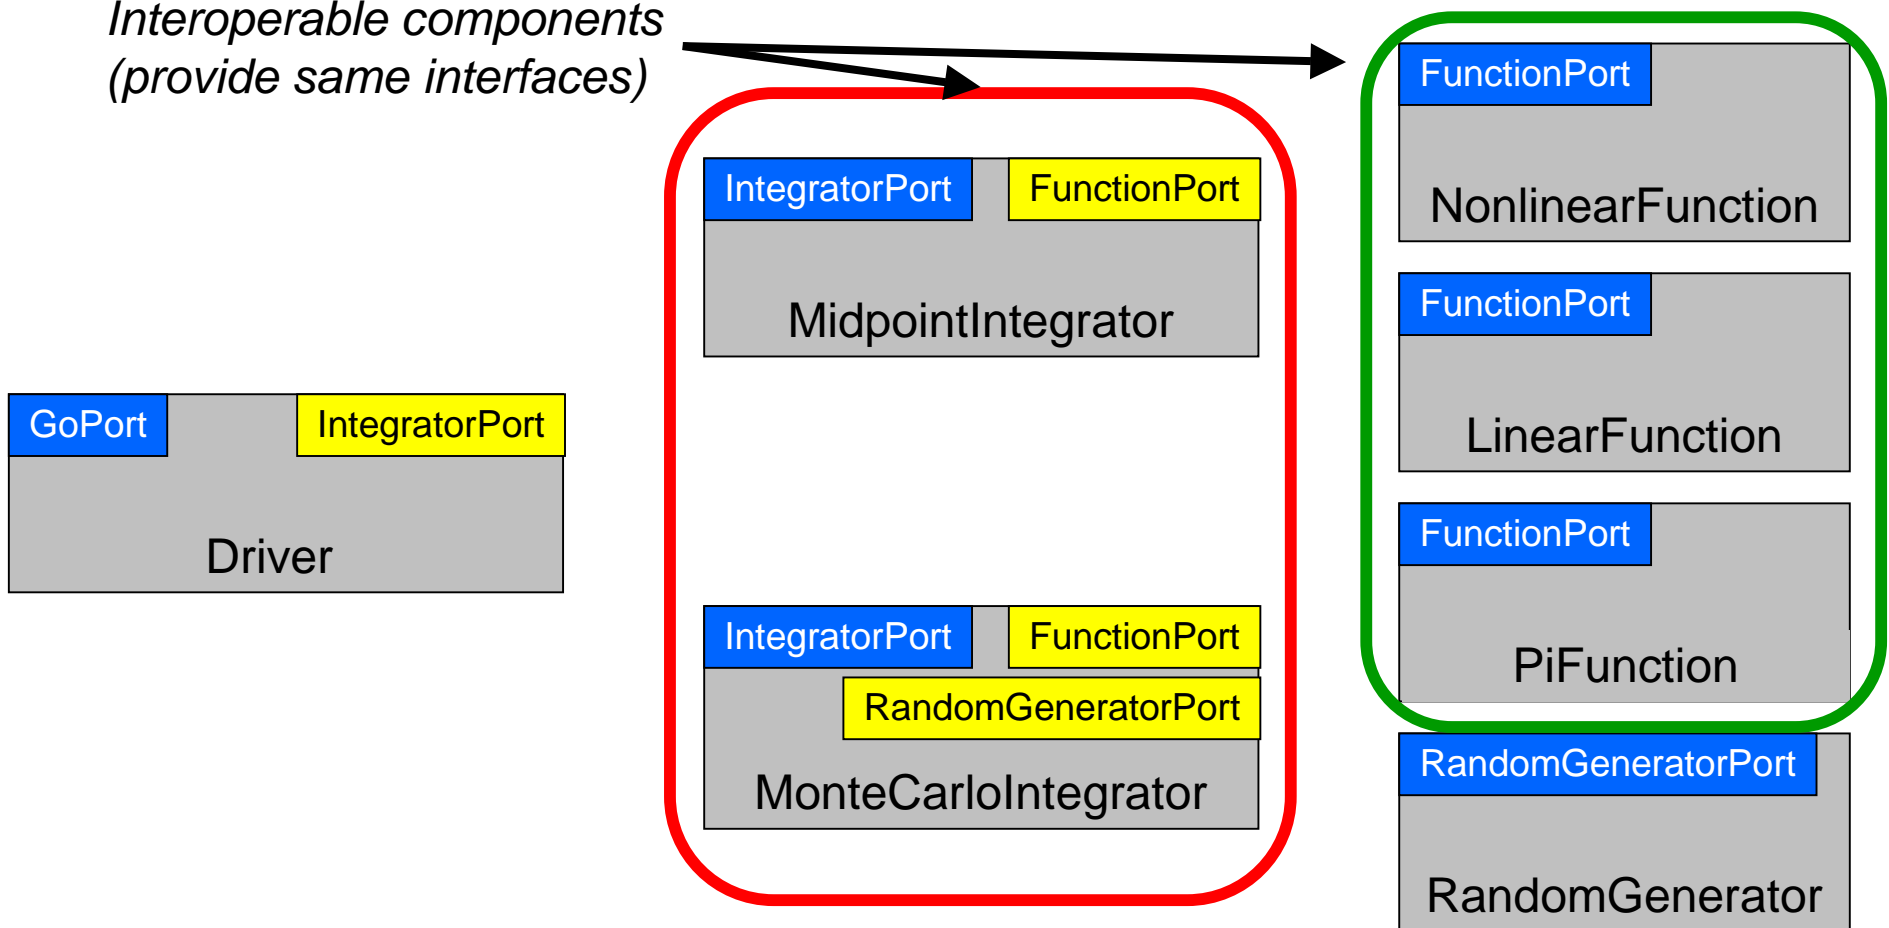 Interoperable components
(provide same interfaces)
GoPort
IntegratorPort
Driver
IntegratorPort
FunctionPort
MidpointIntegrator
IntegratorPort
FunctionPort
RandomGeneratorPort
MonteCarloIntegrator
FunctionPort
NonlinearFunction
FunctionPort
LinearFunction
FunctionPort
PiFunction
RandomGeneratorPort
RandomGenerator